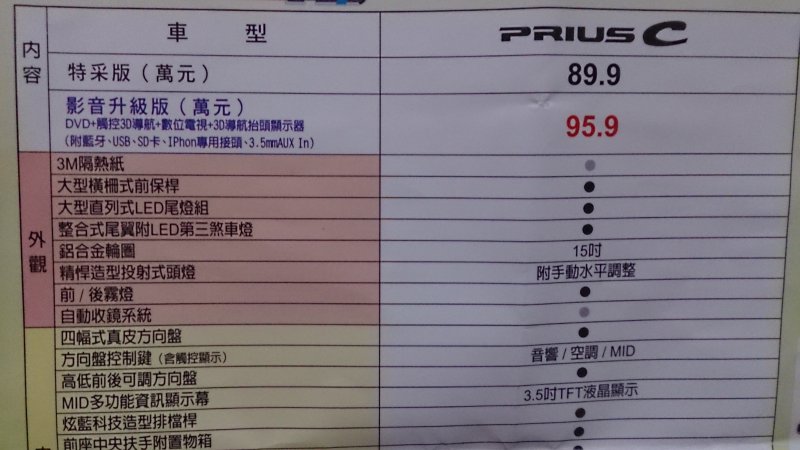 內容 車型 PRIUS C
特采版（萬元） 89.9
影音升級版（萬元） 95.9
DVD+觸控3D導航+數位電視+3D導航抬頭顯示器
（附藍牙、USB、SD卡、IPhon專用接頭、3.5mmAUX In）
外觀
3M隔熱紙 ●
大型橫柵式前保桿 ●
大型直列式LED尾燈組 ●
整合式尾翼附LED第三煞車燈 ●
鋁合金輪圈 15吋
精悍造型投射式頭燈 附手動水平調整
前/後霧燈 ●
自動收鏡系統 ●
四幅式真皮方向盤 ●
方向盤控制鍵（含觸控顯示） 音響/空調/MID
高低前後可調方向盤 ●
MID多功能資訊顯示幕 3.5吋TFT液晶顯示
炫藍科技造型排檔桿 ●
前座中央扶手附置物箱 ●